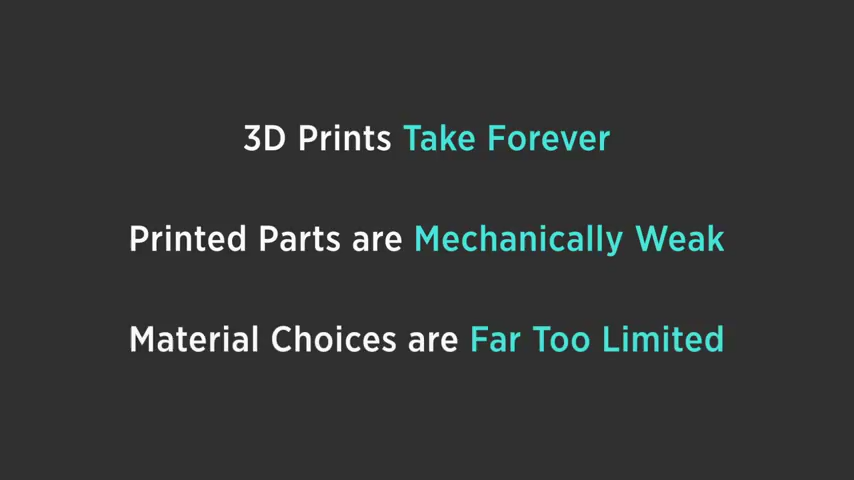 3D Prints Take Forever
Printed Parts are Mechanically Weak
Material Choices are Far Too Limited